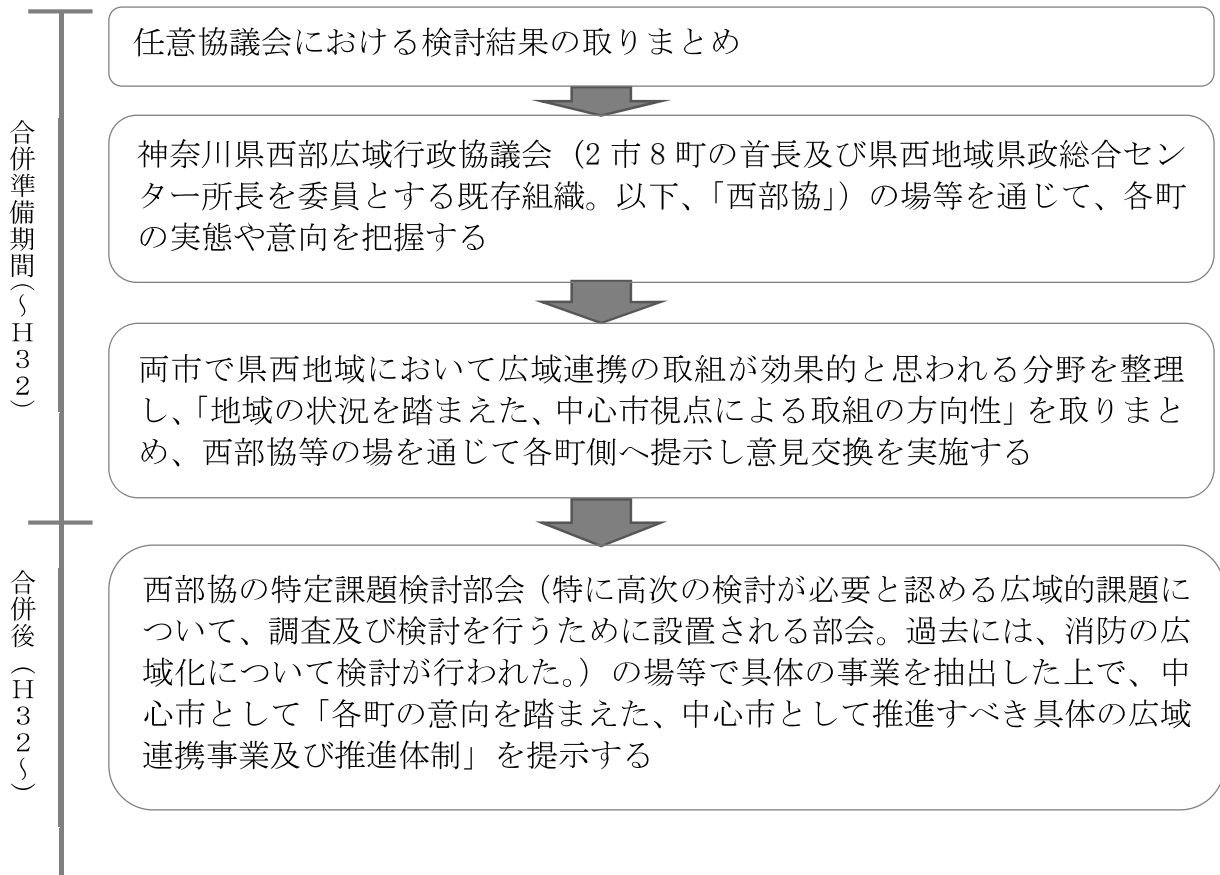 合併準備期間(～H32)
任意協議会における検討結果の取りまとめ
神奈川県西部広域行政協議会（2市8町の首長及び県西地域県政総合セン
ター所長を委員とする既存組織。以下、「西部協」）の場等を通じて、各町
の実態や意向を把握する
両市で県西地域において広域連携の取組が効果的と思われる分野を整理
し、「地域の状況を踏まえた、中心市視点による取組の方向性」を取りまと
め、西部協等の場を通じて各町側へ提示し意見交換を実施する
合併後（H32～）
西部協の特定課題検討部会（特に高次の検討が必要と認める広域的課題に
ついて、調査及び検討を行うために設置される部会。過去には、消防の広
域化について検討が行われた。）の場等で具体の事業を抽出した上で、中
心市として「各町の意向を踏まえた、中心市として推進すべき具体の広域
連携事業及び推進体制」を提示する